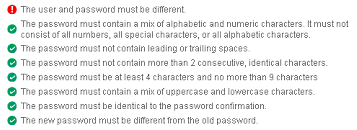 The user and password must be different.
The password must contain a mix of alphabetic and numeric characters. It must not
consist of all numbers, all special characters, or all alphabetic characters.
The password must not contain leading or trailing spaces.
The password must not contain more than 2 consecutive, identical characters.
The password must be at least 4 characters and no more than 9 characters
The password must contain a mix of uppercase and lowercase characters.
The password must be identical to the password confirmation.
The new password must be different from the old password.